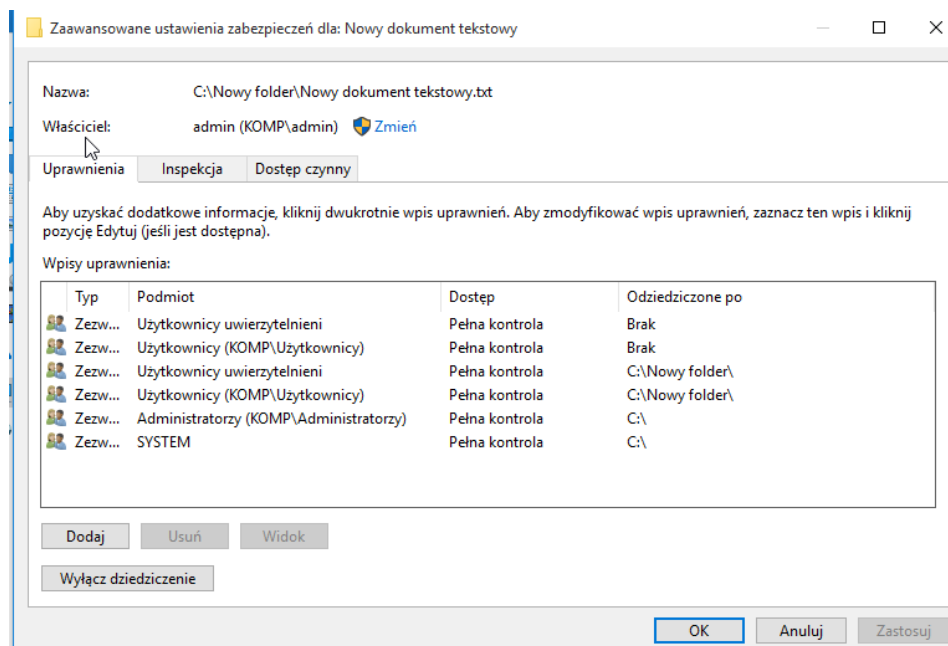 Zaawansowane ustawienia zabezpieczeń dla: Nowy dokument tekstowy
Nazwa: C:\Nowy folder\Nowy dokument tekstowy.txt
Właściciel: admin (KOMP\admin) Zmień
Uprawnienia Inspekcja Dostęp czynny
Aby uzyskać dodatkowe informacje, kliknij dwukrotnie wpis uprawnień. Aby zmodyfikować wpis uprawnień, zaznacz ten wpis i kliknij
pozycję Edytuj (jeśli jest dostępna).
Wpisy uprawnienia:
Typ Podmiot Dostęp Odziedziczone po
Zezw... Użytkownicy uwierzytelnieni Pełna kontrola Brak
Zezw... Użytkownicy (KOMP\Użytkownicy) Pełna kontrola Brak
Zezw... Użytkownicy uwierzytelnieni Pełna kontrola C:\Nowy folder\
Zezw... Użytkownicy (KOMP\Użytkownicy) Pełna kontrola C:\Nowy folder\
Zezw... Administratorzy (KOMP\Administratorzy) Pełna kontrola C:\
Zezw... SYSTEM Pełna kontrola C:\
Dodaj Usuń Widok
Wyłącz dziedziczenie
OK Anuluj Zastosuj